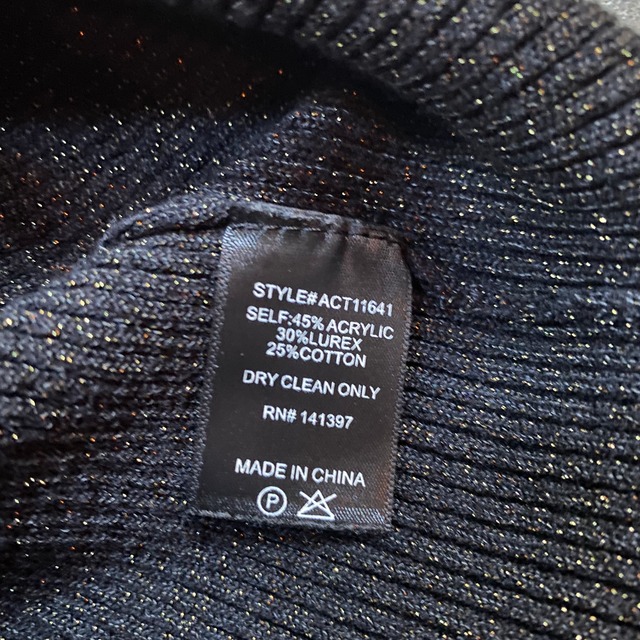 STYLE#ACT11641
SELF:45%ACRYLIC
30%LUREX
25%COTTON
DRY CLEAN ONLY
RN# 141397
MADE IN CHINA
P